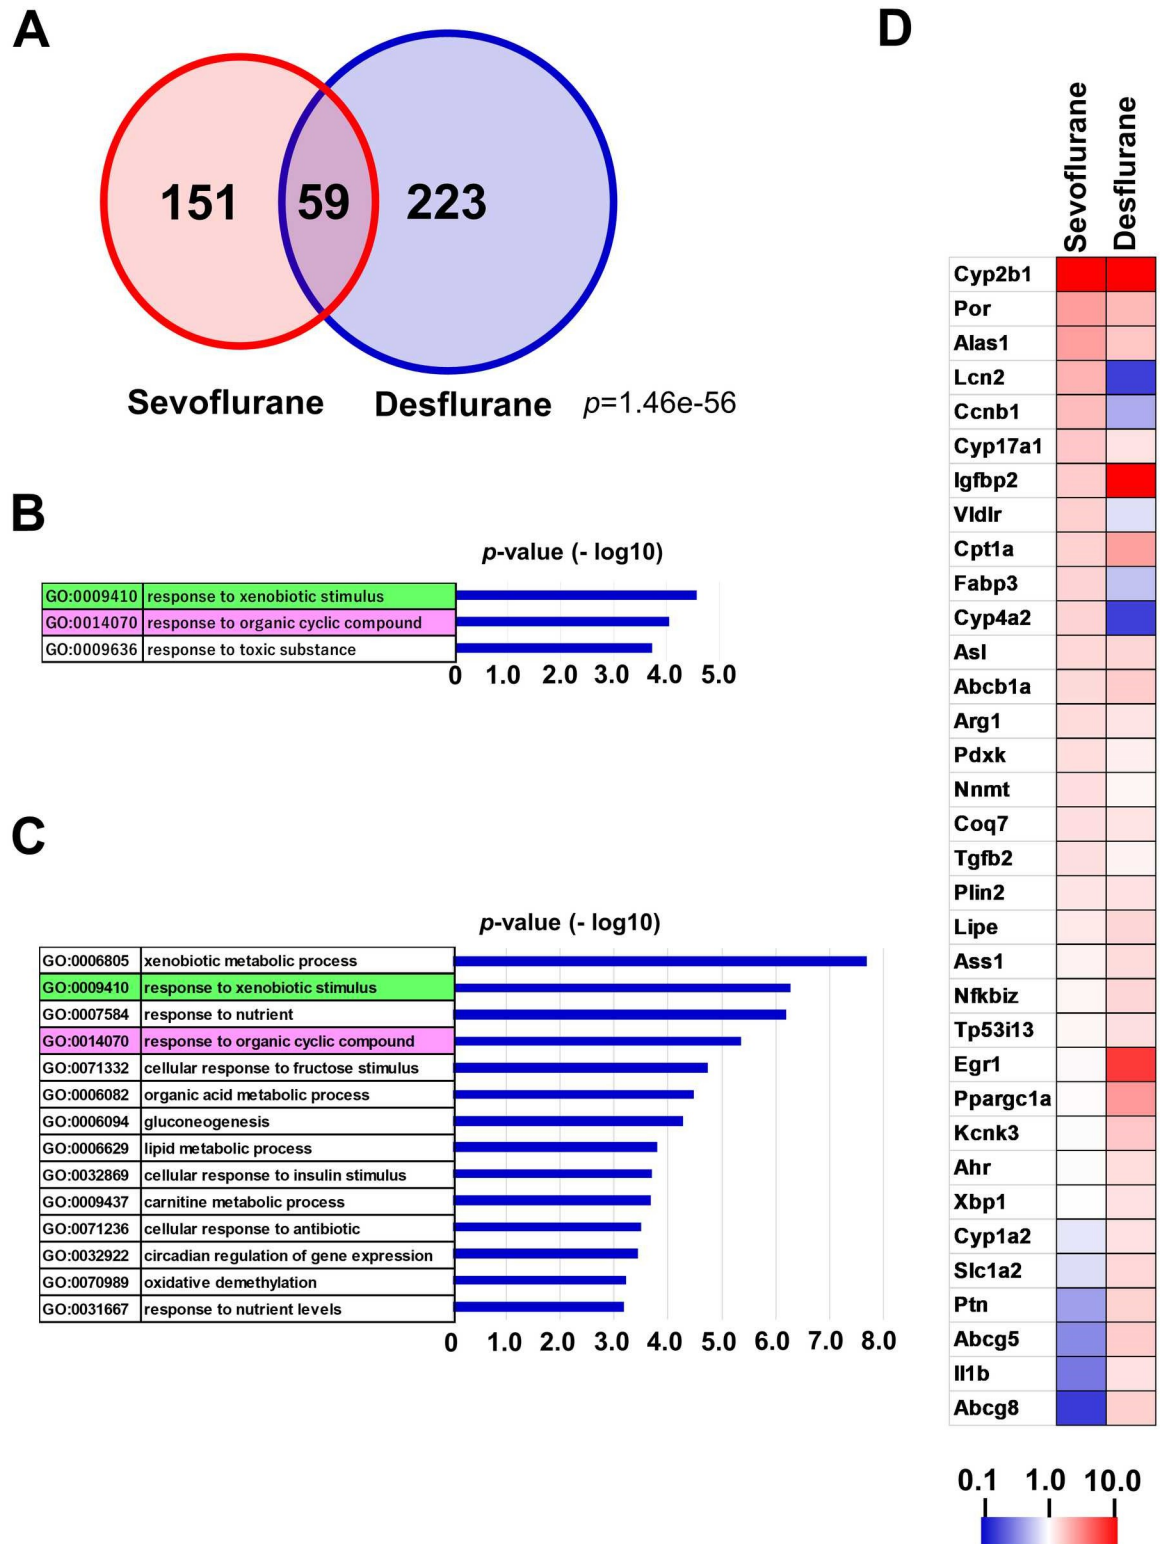 A
151 59 223
Sevoflurane Desflurane p=1.46e-56
B
p-value (- log10)
GO:0009410 response to xenobiotic stimulus
GO:0014070 response to organic cyclic compound
GO:0009636 response to toxic substance
0 1.0 2.0 3.0 4.0 5.0
C
p-value (- log10)
GO:0006805 xenobiotic metabolic process
GO:0009410 response to xenobiotic stimulus
GO:0007584 response to nutrient
GO:0014070 response to organic cyclic compound
GO:0071332 cellular response to fructose stimulus
GO:0006082 organic acid metabolic process
GO:0006094 gluconeogenesis
GO:0006629 lipid metabolic process
GO:0032869 cellular response to insulin stimulus
GO:0009437 carnitine metabolic process
GO:0071236 cellular response to antibiotic
GO:0032922 circadian regulation of gene expression
GO:0070989 oxidative demethylation
GO:0031667 response to nutrient levels
0 1.0 2.0 3.0 4.0 5.0 6.0 7.0 8.0
D
Sevoflurane
Desflurane
Cyp2b1
Por
Alas1
Lcn2
Ccnb1
Cyp17a1
Igfbp2
Vldlr
Cpt1a
Fabp3
Cyp4a2
Asl
Abcb1a
Arg1
Pdxk
Nnmt
Coq7
Tgfb2
Plin2
Lipe
Ass1
Nfkbiz
Tp53i13
Egr1
Ppargc1a
Kcnk3
Ahr
Xbp1
Cyp1a2
Slc1a2
Ptn
Abcg5
Il1b
Abcg8
0.1 1.0 10.0